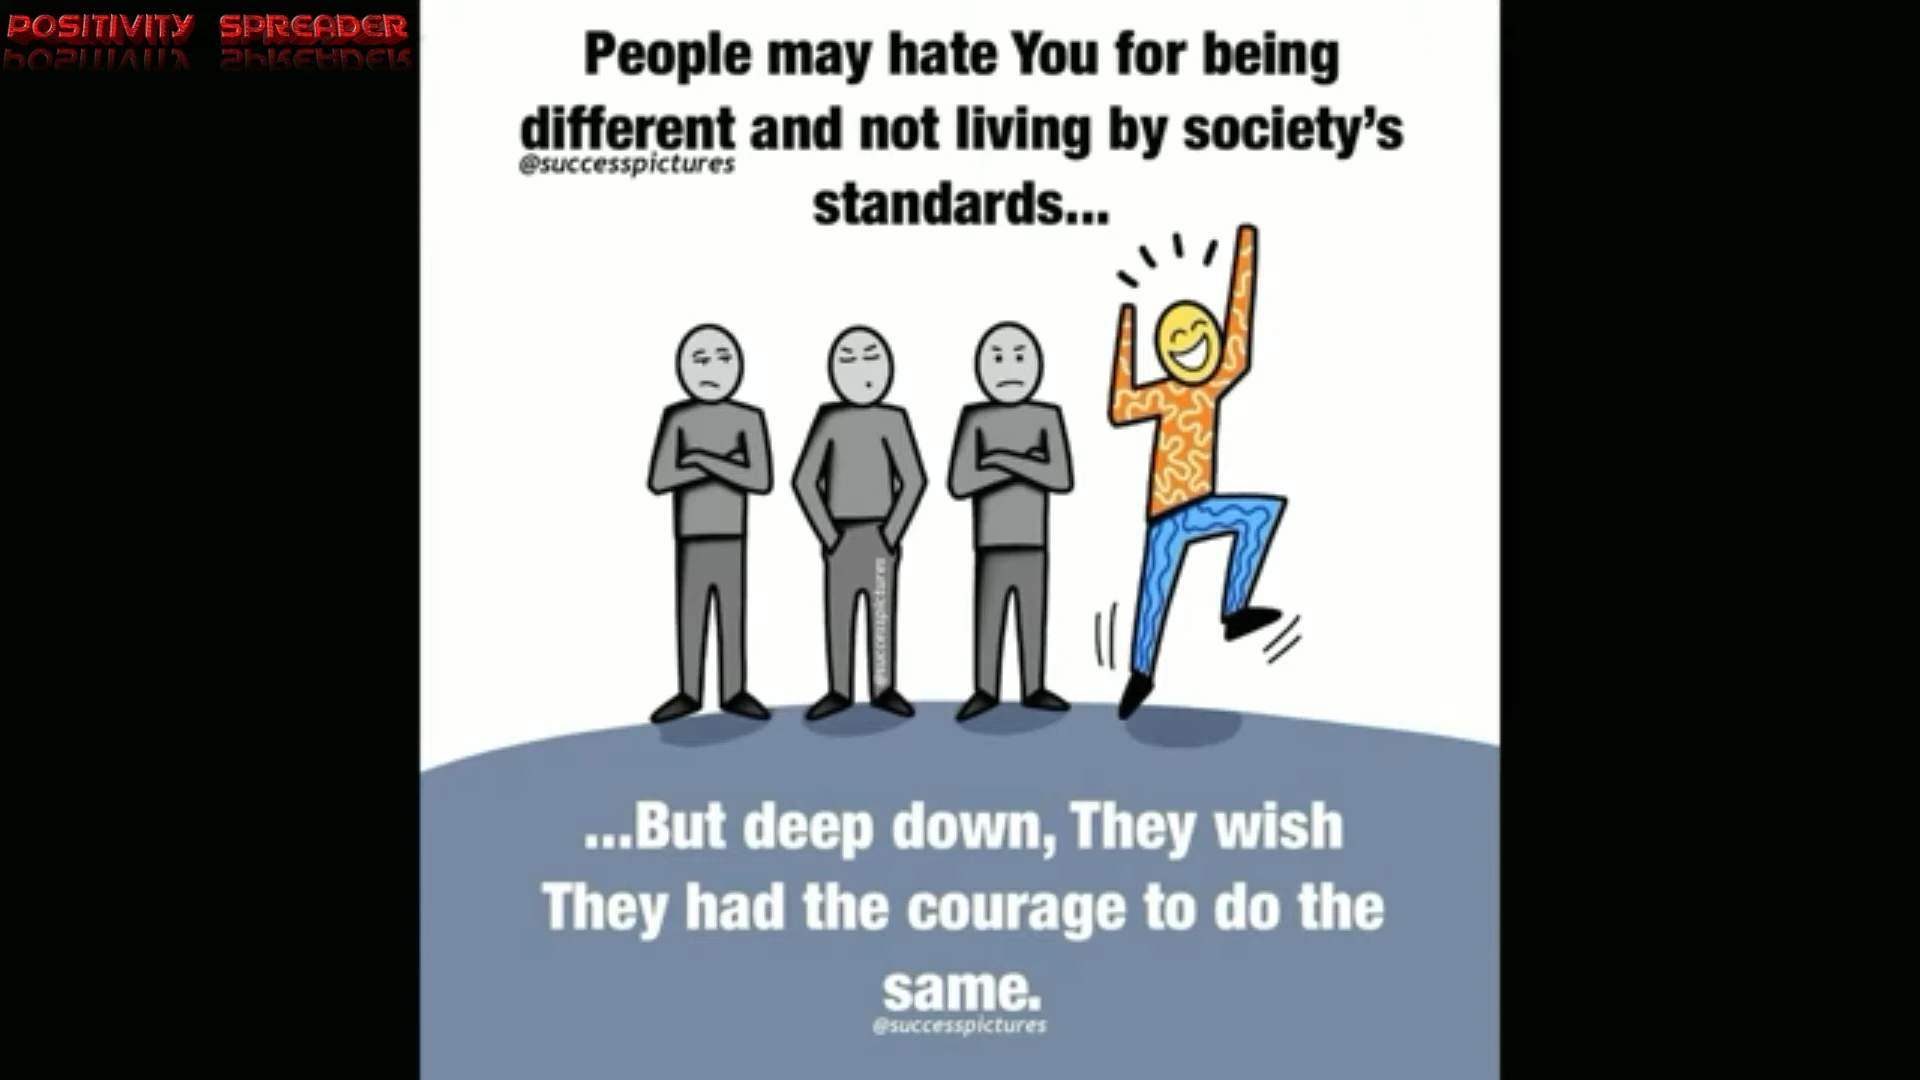 POSITIVITY SPREADER
People may hate You for being
different and not living by society's
@successpictures
standards...
@successpictures
...But deep down, They wish
They had the courage to do the
same.
@successpictures